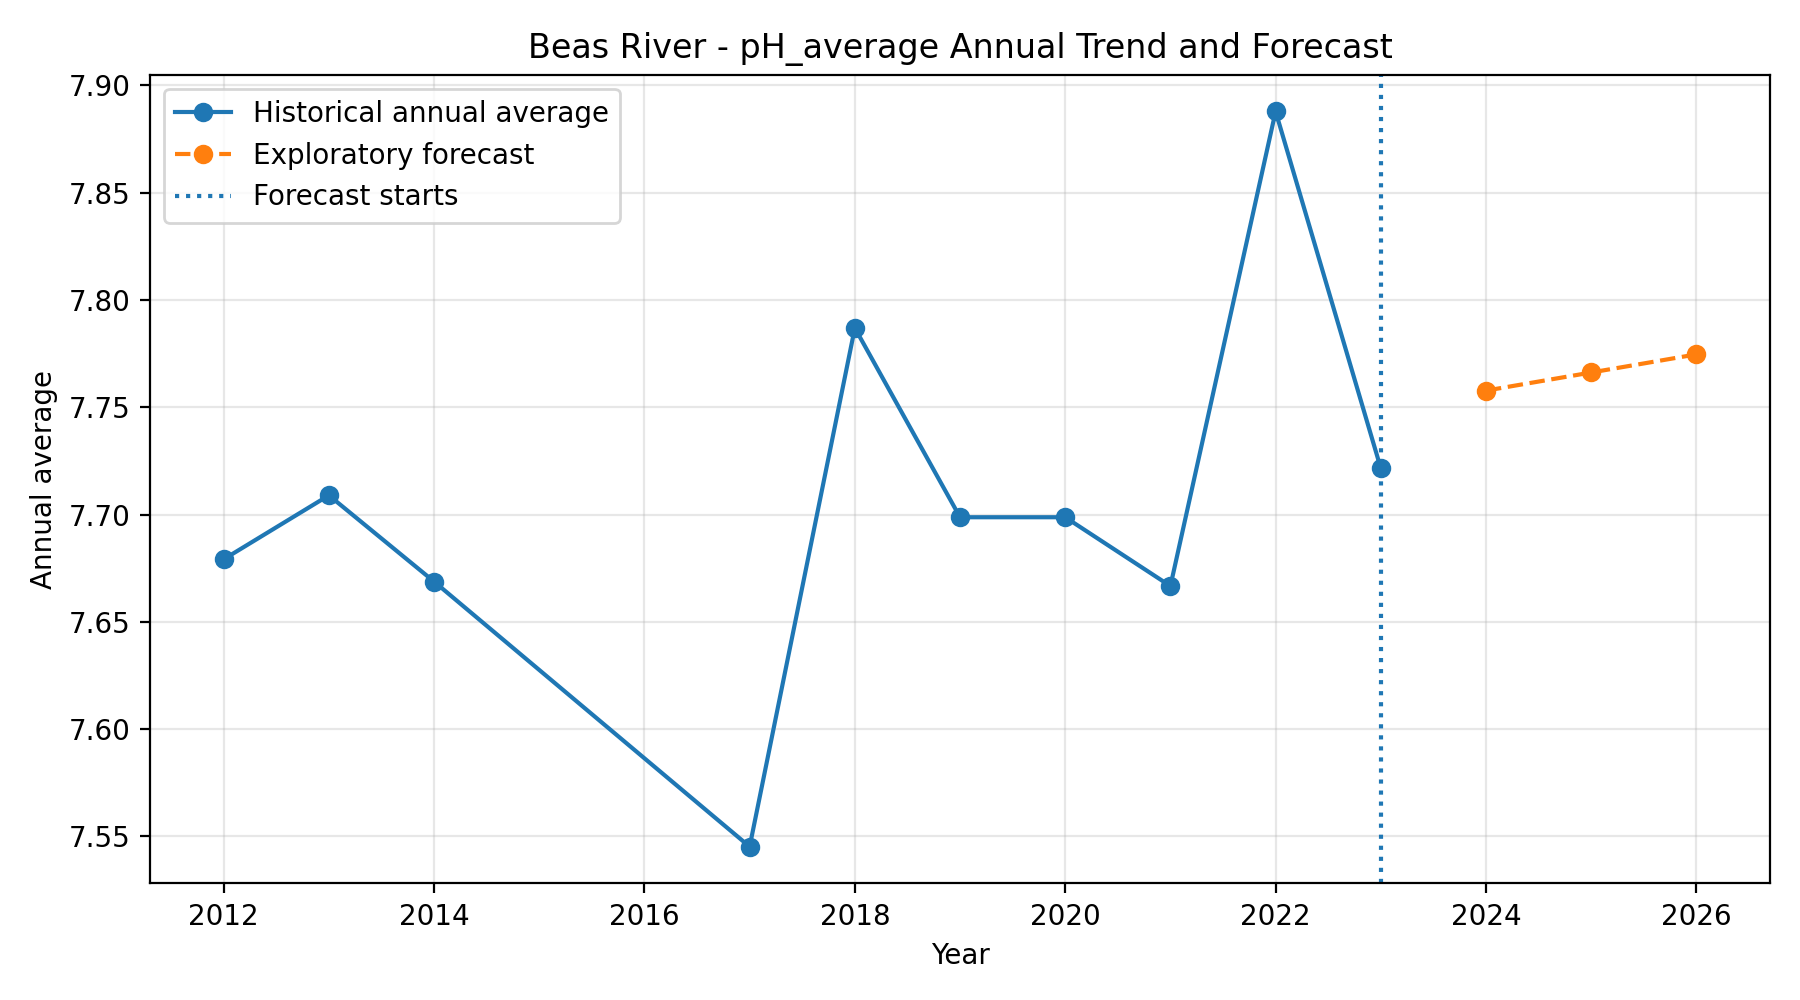 Beas River - pH_average Annual Trend and Forecast
Historical annual average
Exploratory forecast
Forecast starts
Annual average
7.90
7.85
7.80
7.75
7.70
7.65
7.60
7.55
2012 2014 2016 2018 2020 2022 2024 2026
Year